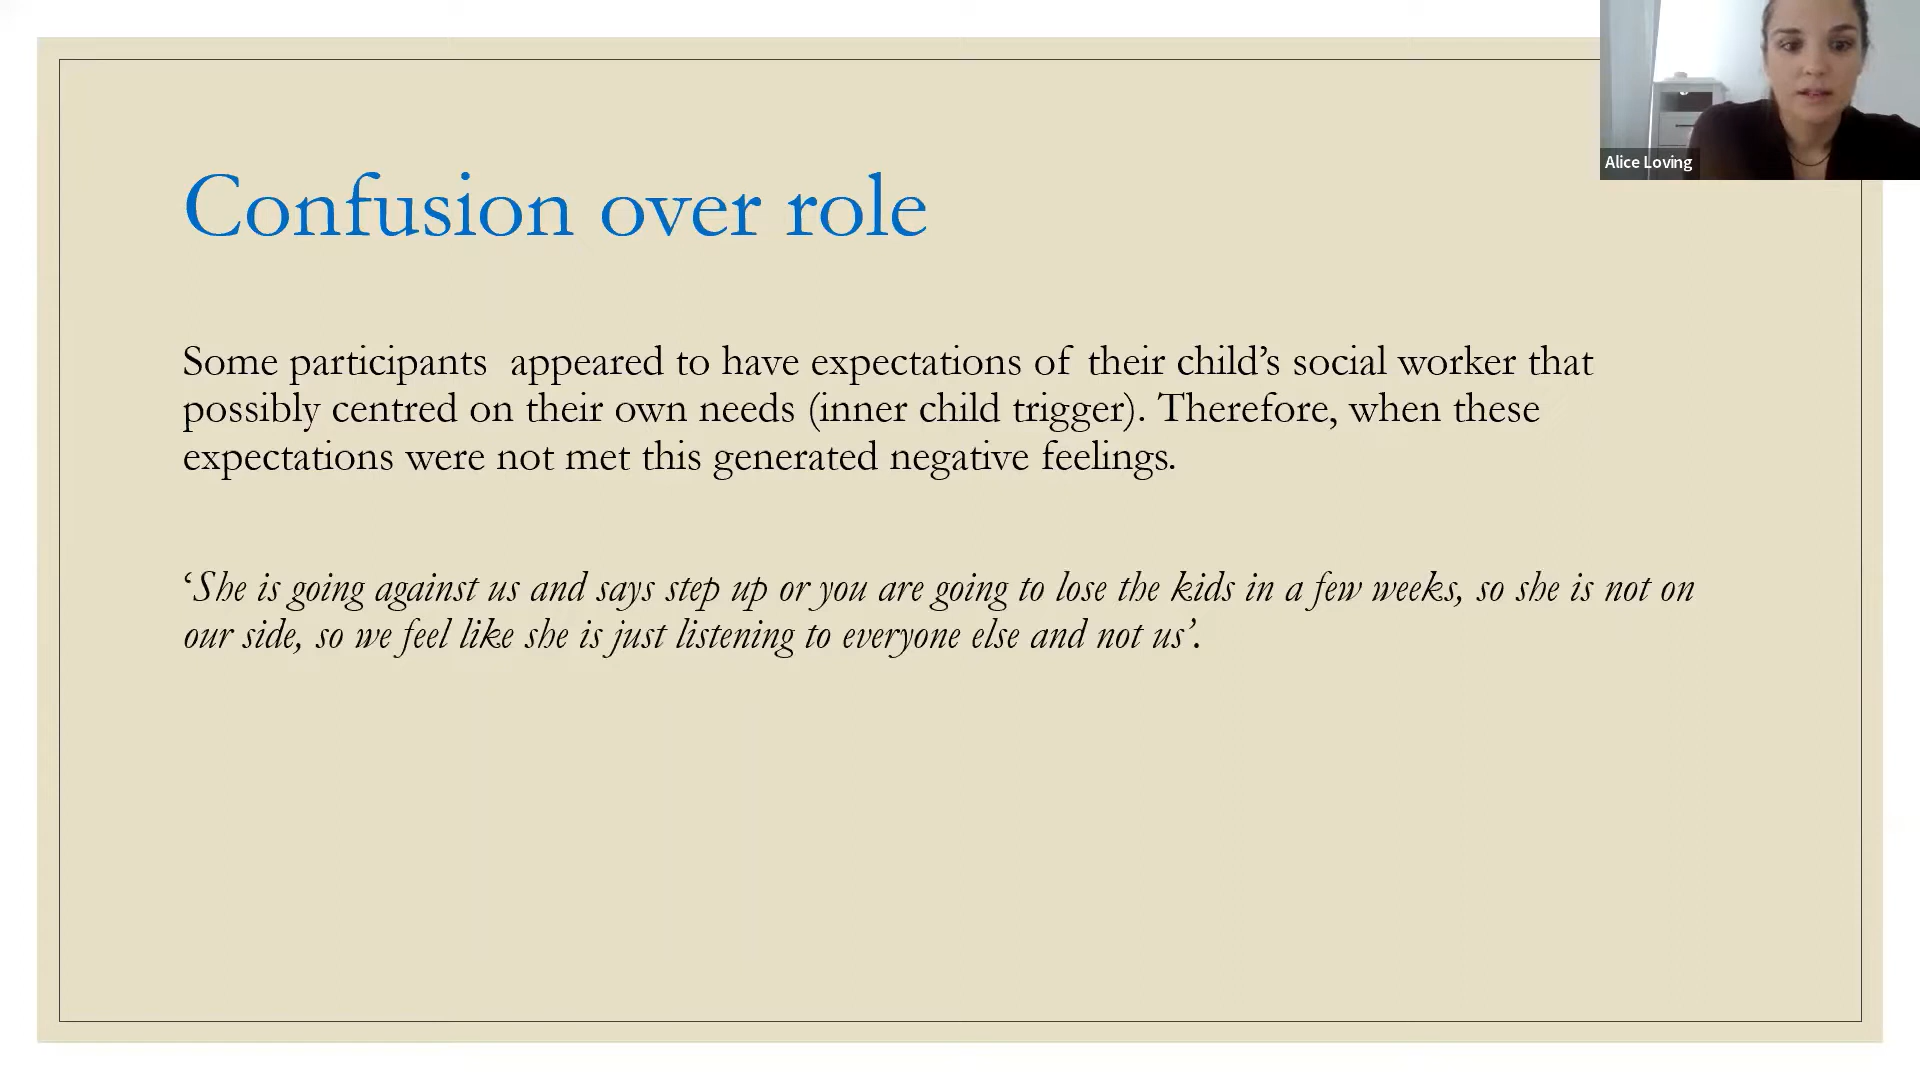 Alice Loving
Confusion over role
Some participants  appeared to have expectations of their child’s social worker that
possibly centred on their own needs (inner child trigger). Therefore, when these
expectations were not met this generated negative feelings.
‘She is going against us and says step up or you are going to lose the kids in a few weeks, so she is not on
our side, so we feel like she is just listening to everyone else and not us’.